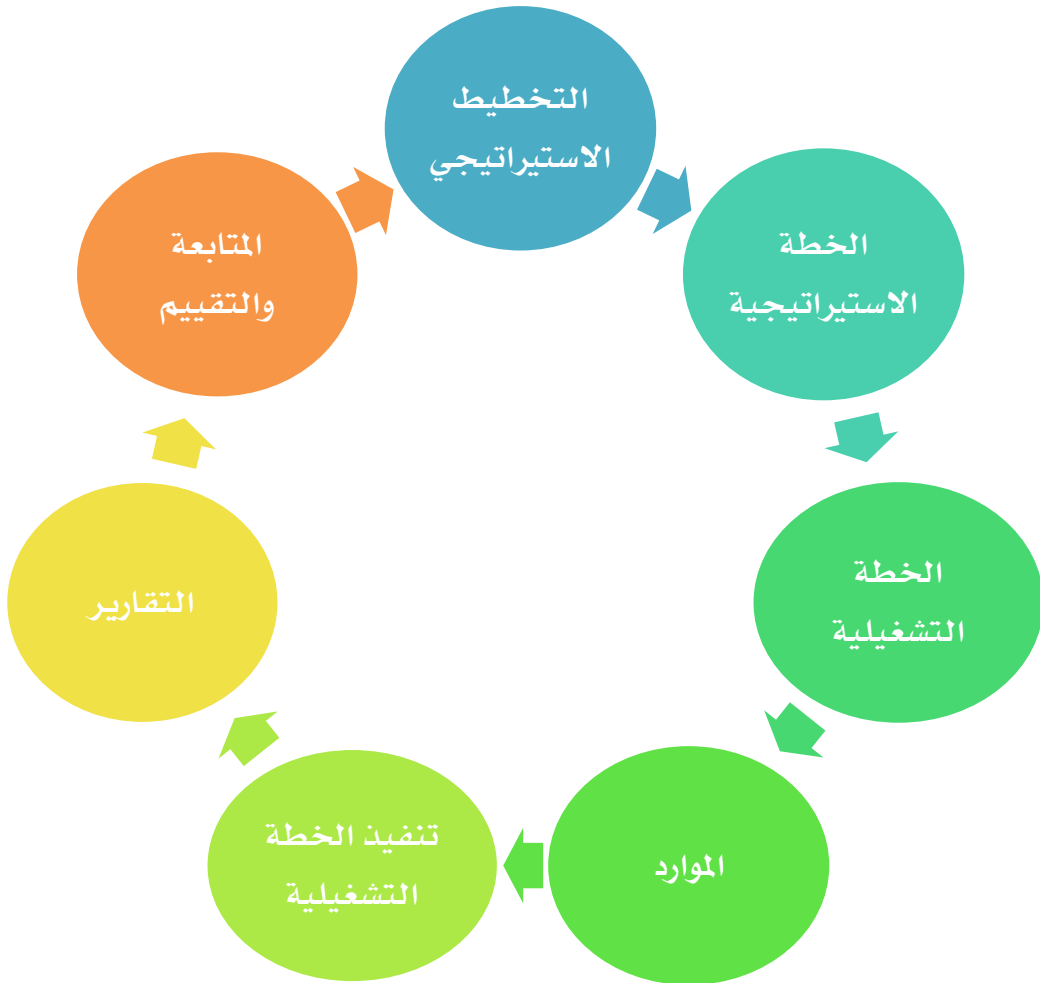 التخطيط
الاستيراتيجي
الخطة
الاستيراتيجية
الخطة
التشغيلية
الموارد
تنفيذ الخطة
التشغيلية
التقارير
المتابعة
والتقييم